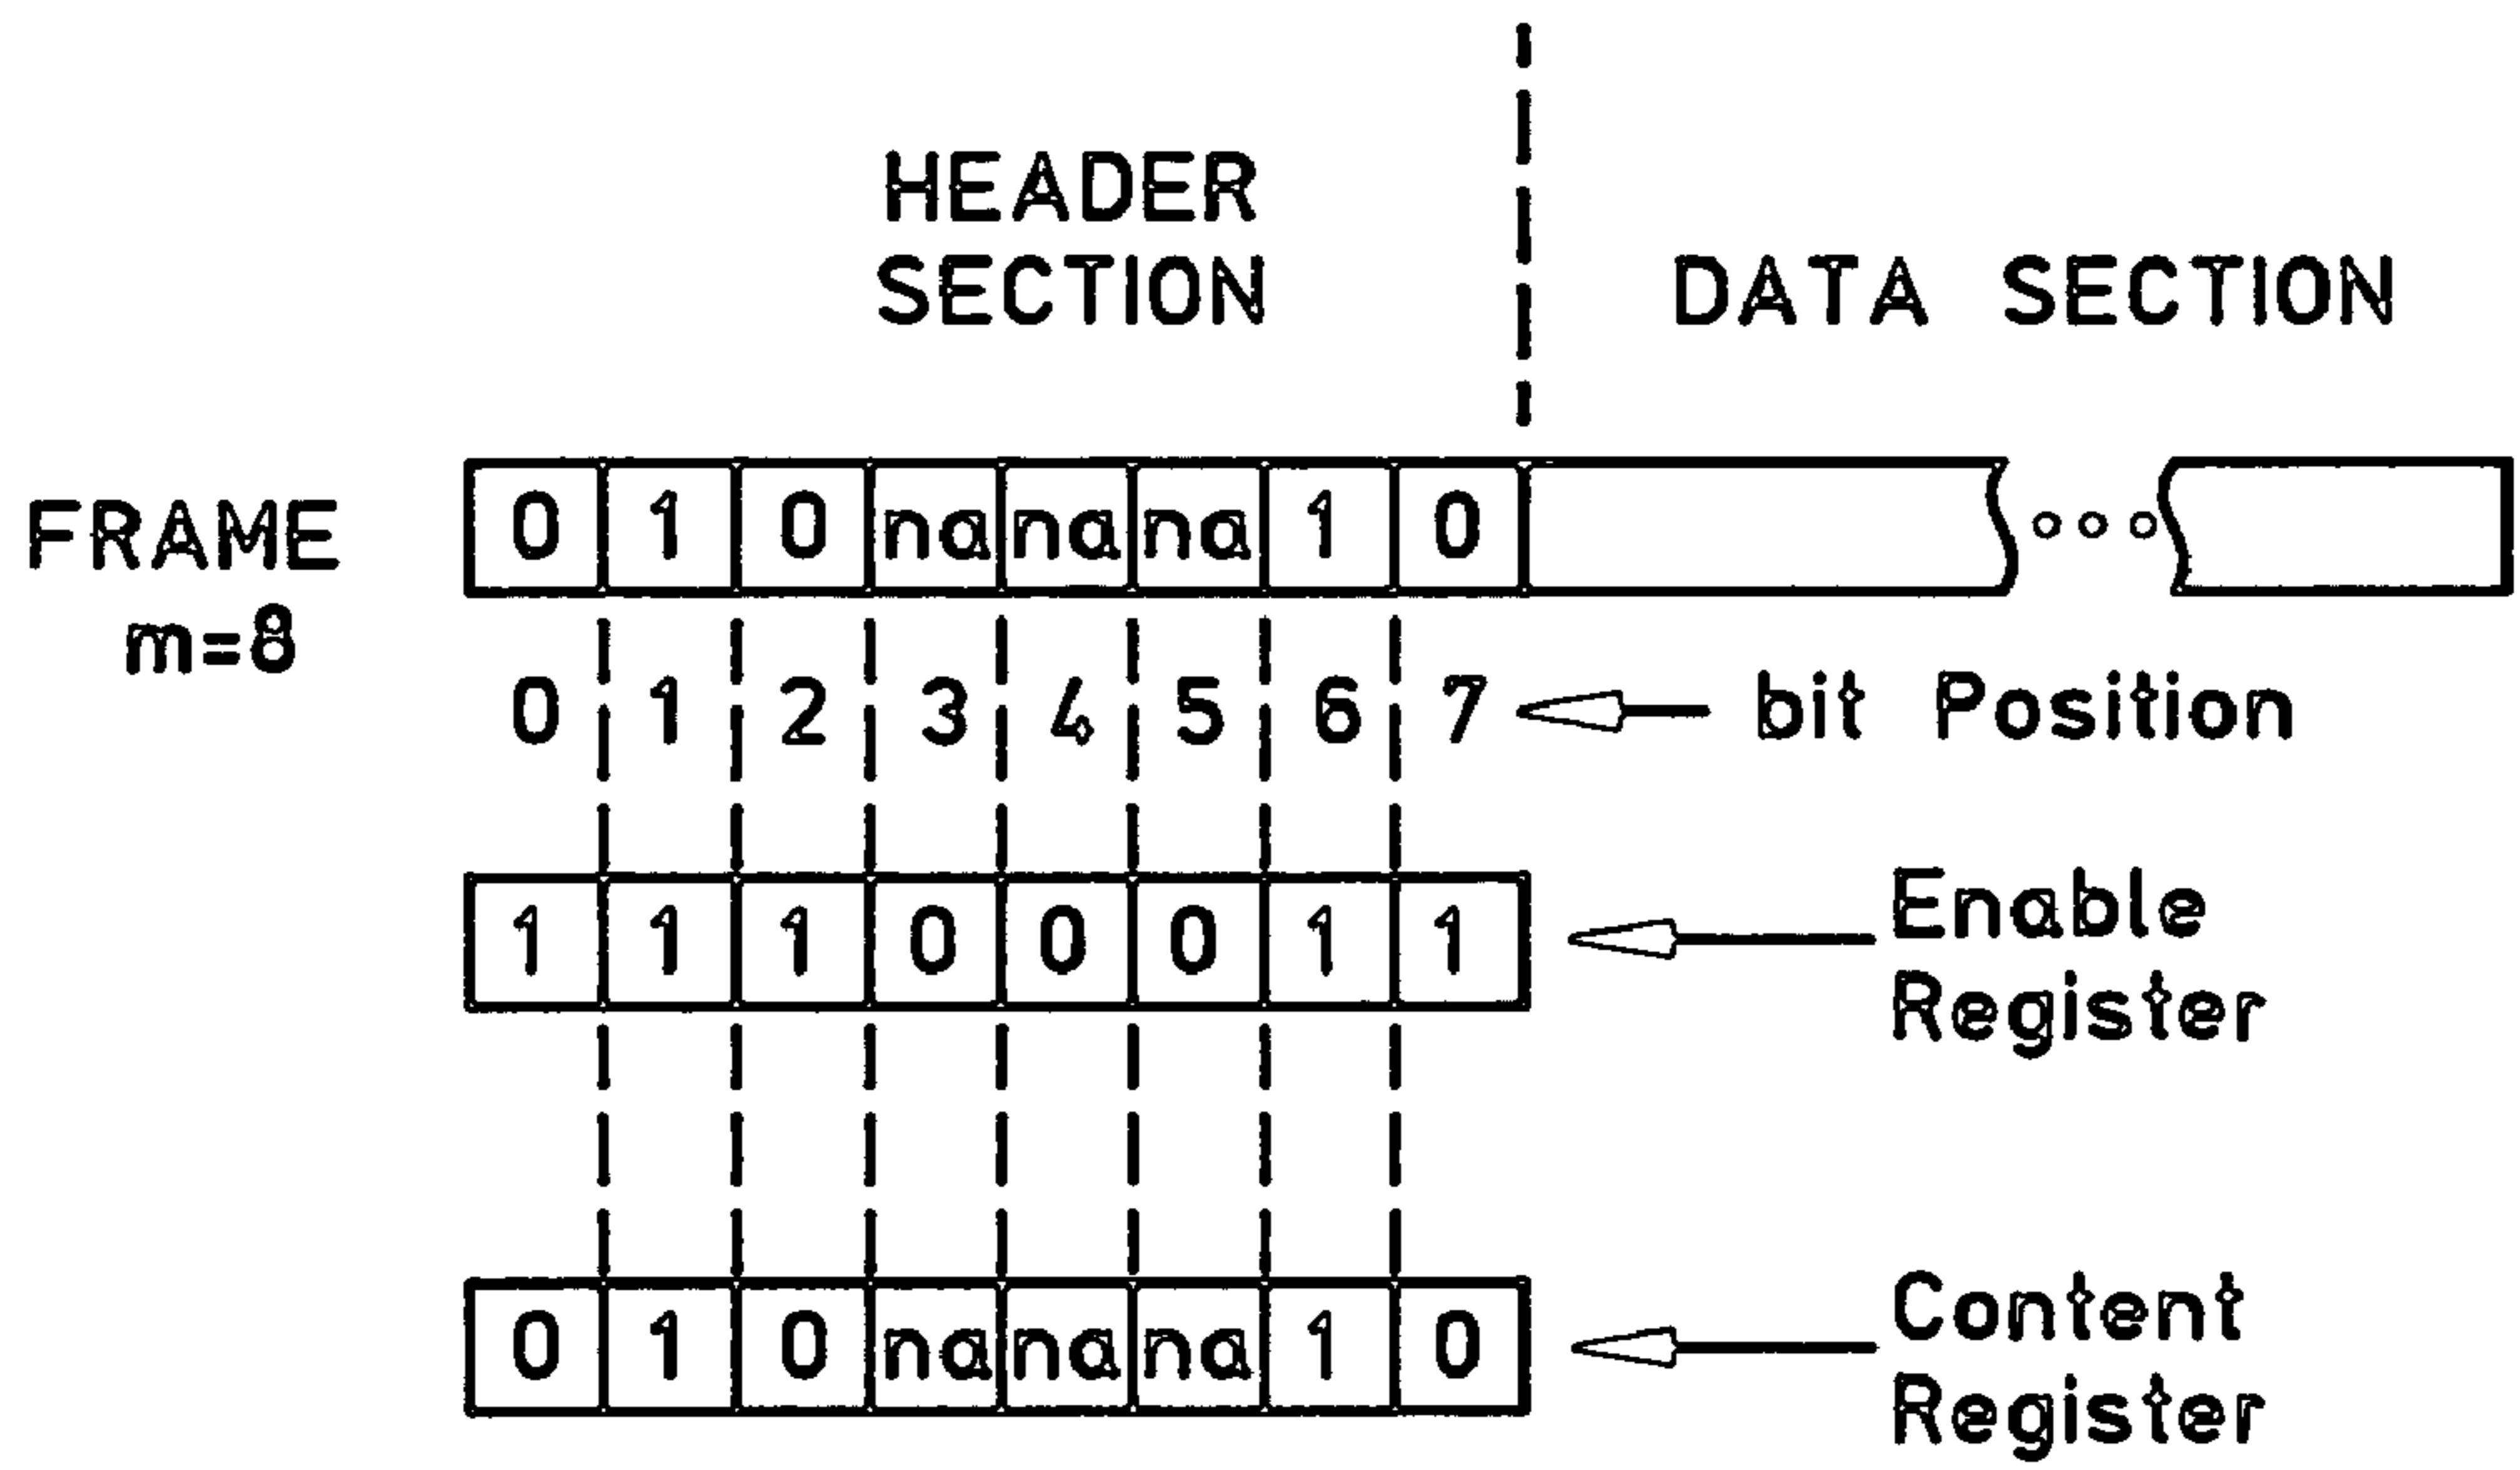 HEADER
SECTION
DATA SECTION
FRAME
m=8
0 1 0 na na na 1 0
0 1 2 3 4 5 6 7
bit Position
1 1 1 0 0 0 1 1
Enable
Register
0 1 0 na na na 1 0
Content
Register